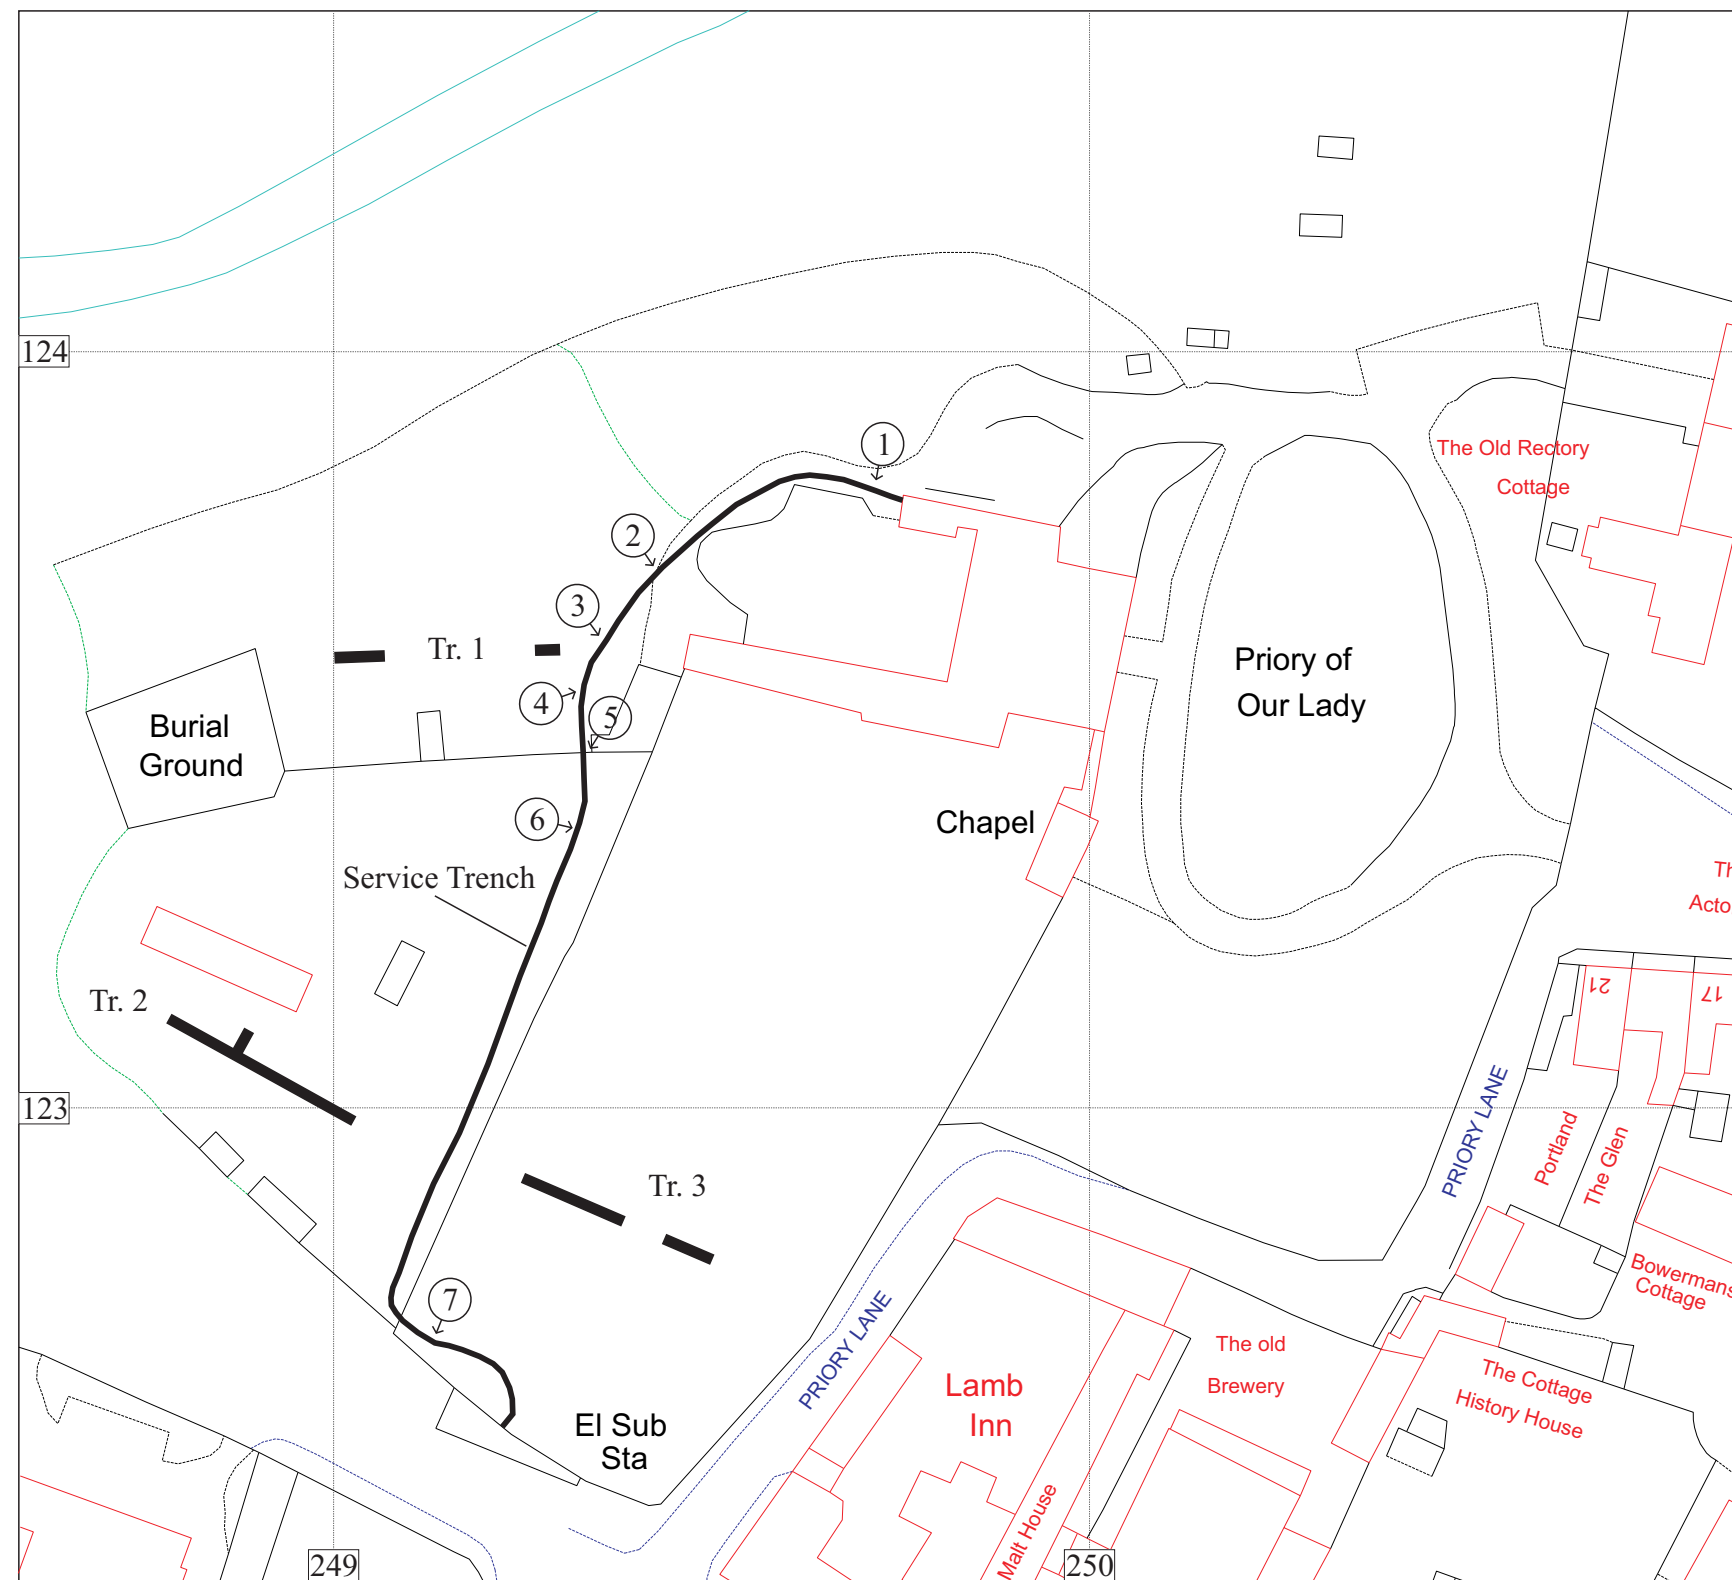 124
1
The Old Rectory
Cottage
2
3
Tr. 1
Priory of
Our Lady
4
5
Burial
Ground
6
Chapel
Service Trench
Th
Acto
21
17
Tr. 2
123
PRIORY LANE
Portland
The Glen
Tr. 3
Bowermans
Cottage
7
PRIORY LANE
The old
Brewery
The Cottage
History House
Lamb
Inn
El Sub
Sta
Malt House
249
250